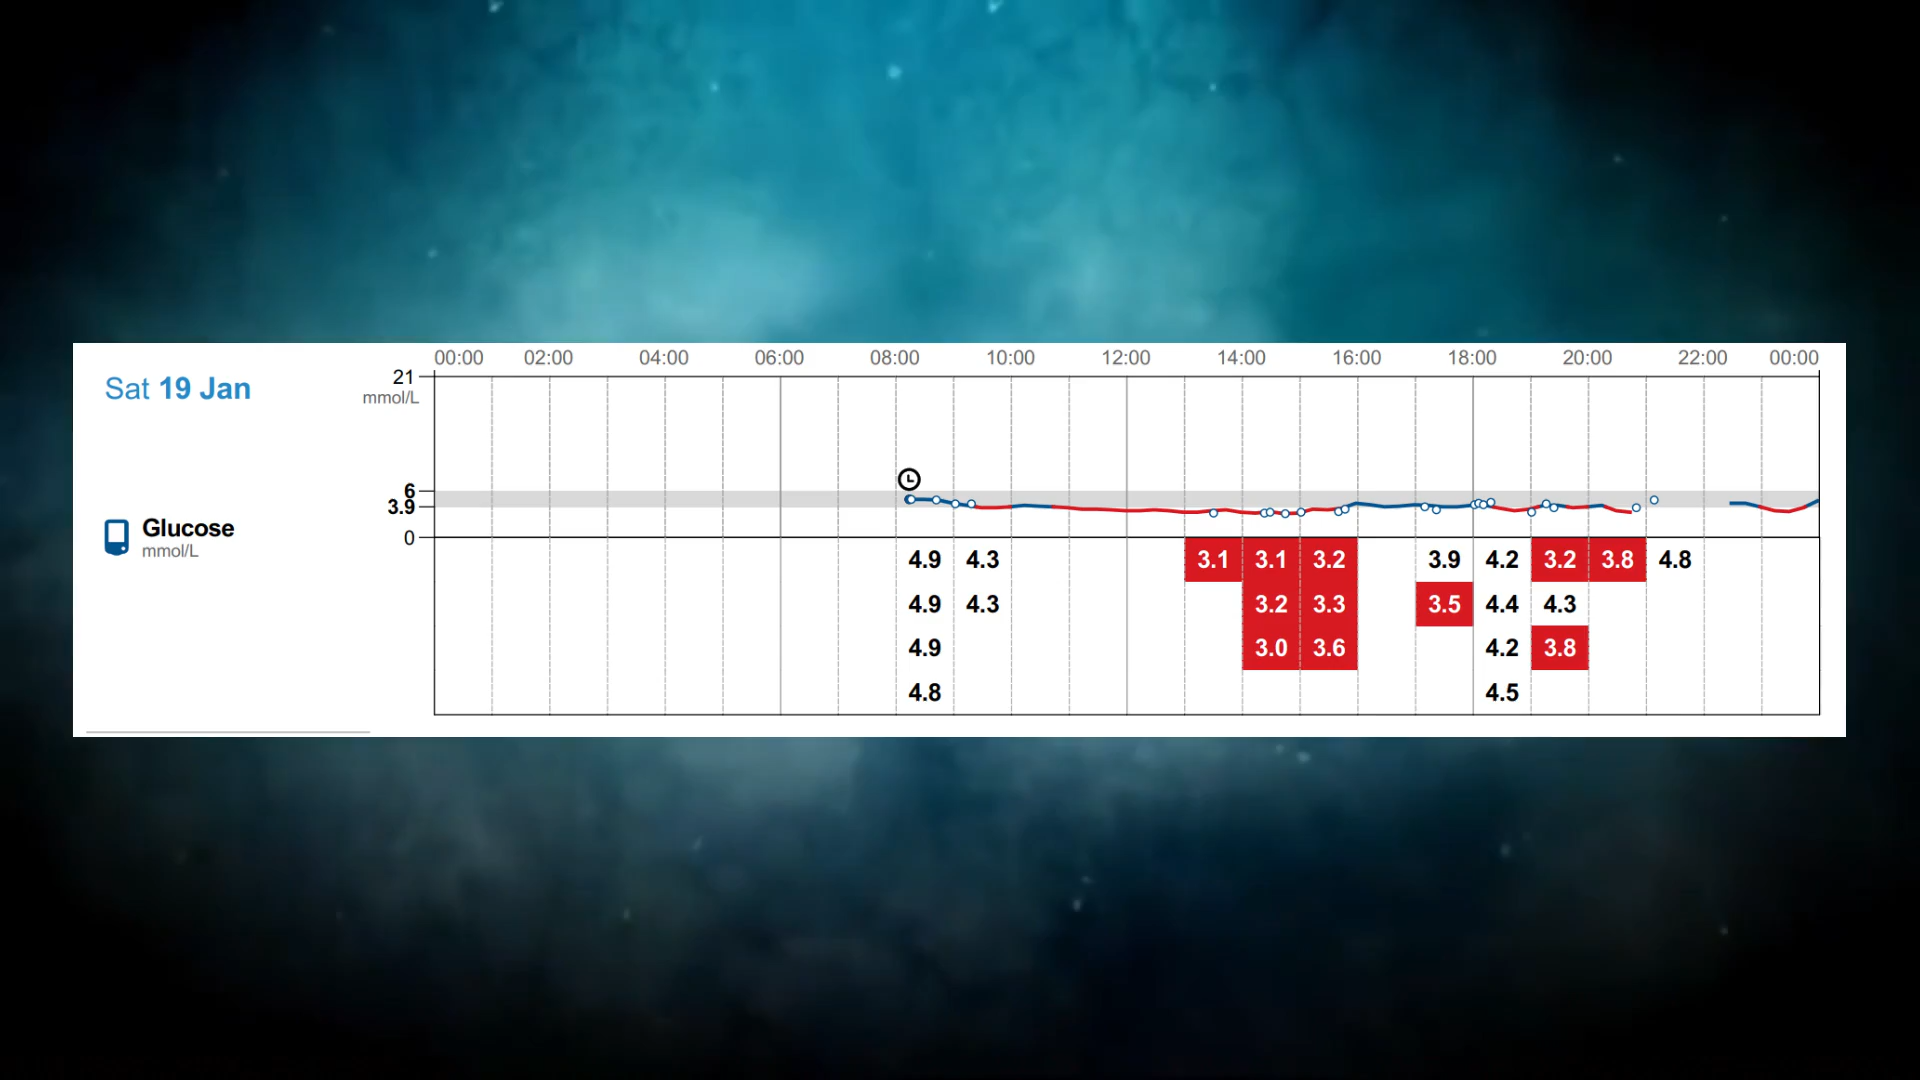 00:00 02:00 04:00 06:00 08:00 10:00 12:00 14:00 16:00 18:00 20:00 22:00 00:00
Sat 19 Jan
21
mmol/L
6
3.9
0
Glucose
mmol/L
4.9 4.3 3.1 3.1 3.2 3.9 4.2 3.2 3.8 4.8
4.9 4.3 3.2 3.3 3.5 4.4 4.3
4.9 3.0 3.6 4.2 3.8
4.8 4.5